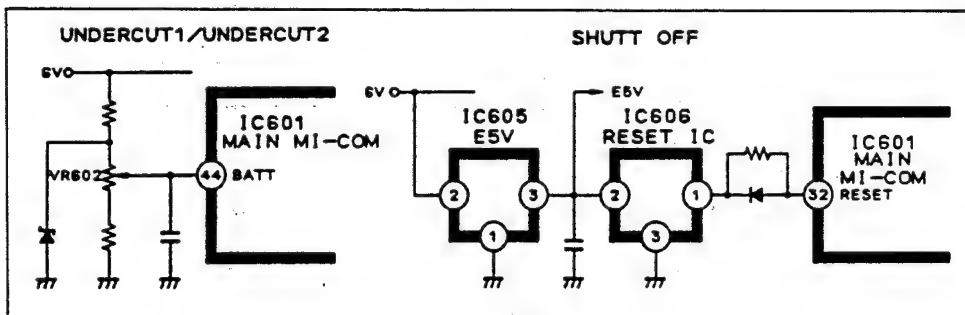 UNDERCUT1/UNDERCUT2
6V
IC601
MAIN MI-COM
VR602
44 BATT
SHUTT OFF
6V
E5V
IC605
E5V
2
3
1
IC606
RESET IC
2
1
3
IC601
MAIN
MI-COM
32 RESET